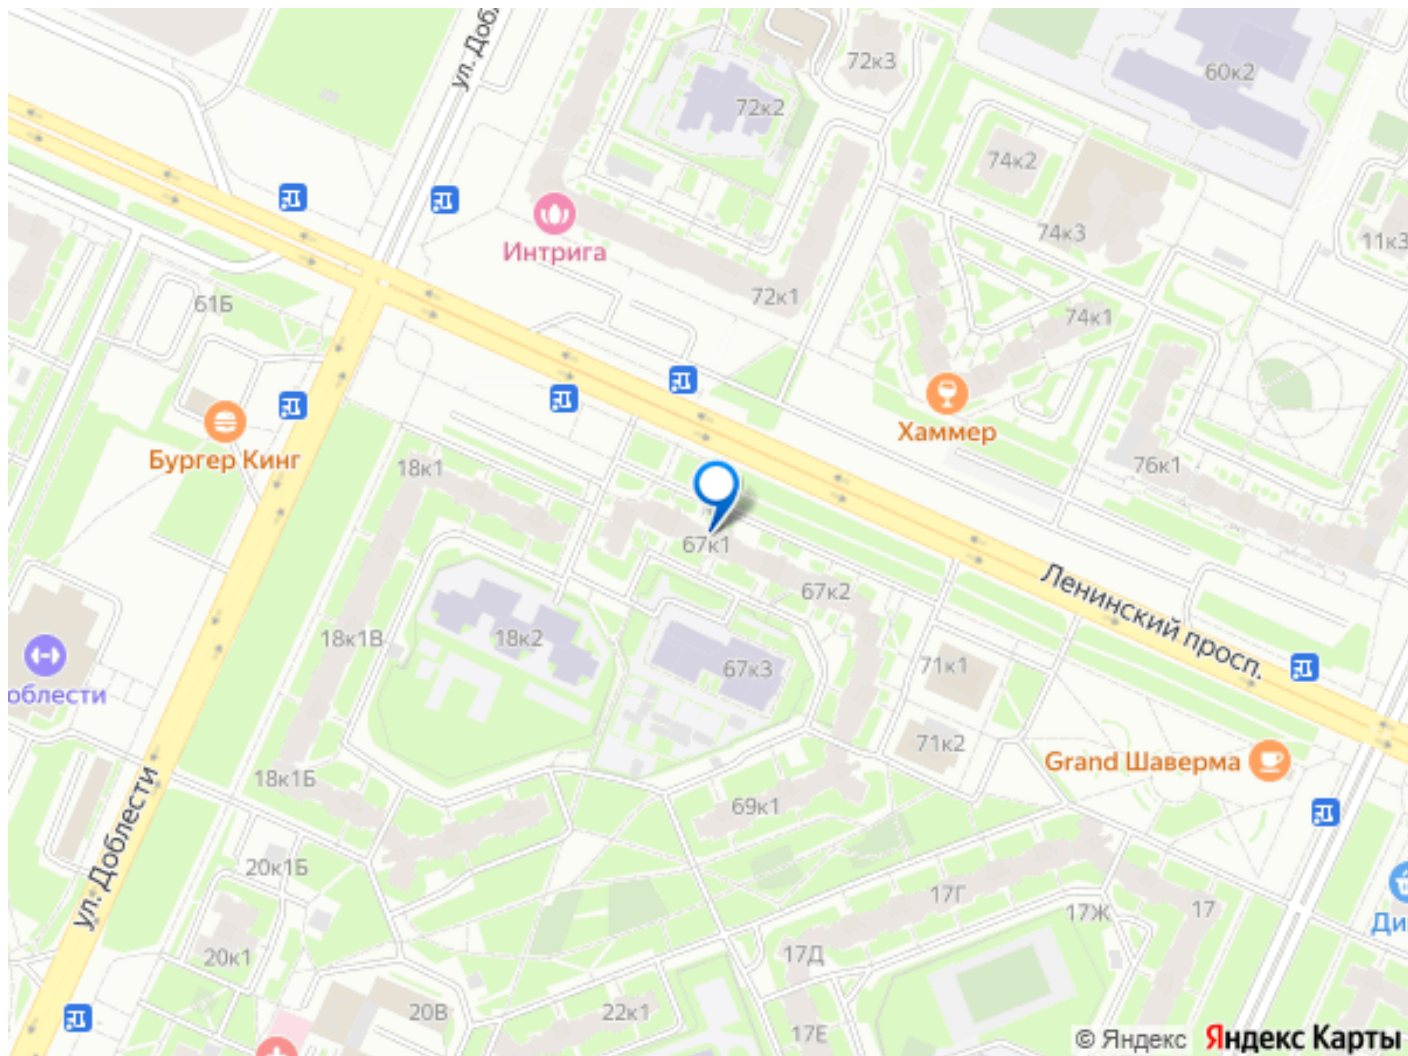 ул. Доб
72к3
60к2
72к2
74к2
Интрига
74к3
11к3
72к1
61Б
74к1
Хаммер
Бургер Кинг
18к1
76к1
67к1
67к2
Ленинский просп.
18к1В
18к2
67к3
71к1
облести
71к2
Grand Шаверма
18к1Б
69к1
ул. Доблести
20к1Б
17Г
17Ж
17
Ди
20к1
17Д
20В
22к1
17Е
© Яндекс Яндекс Карты